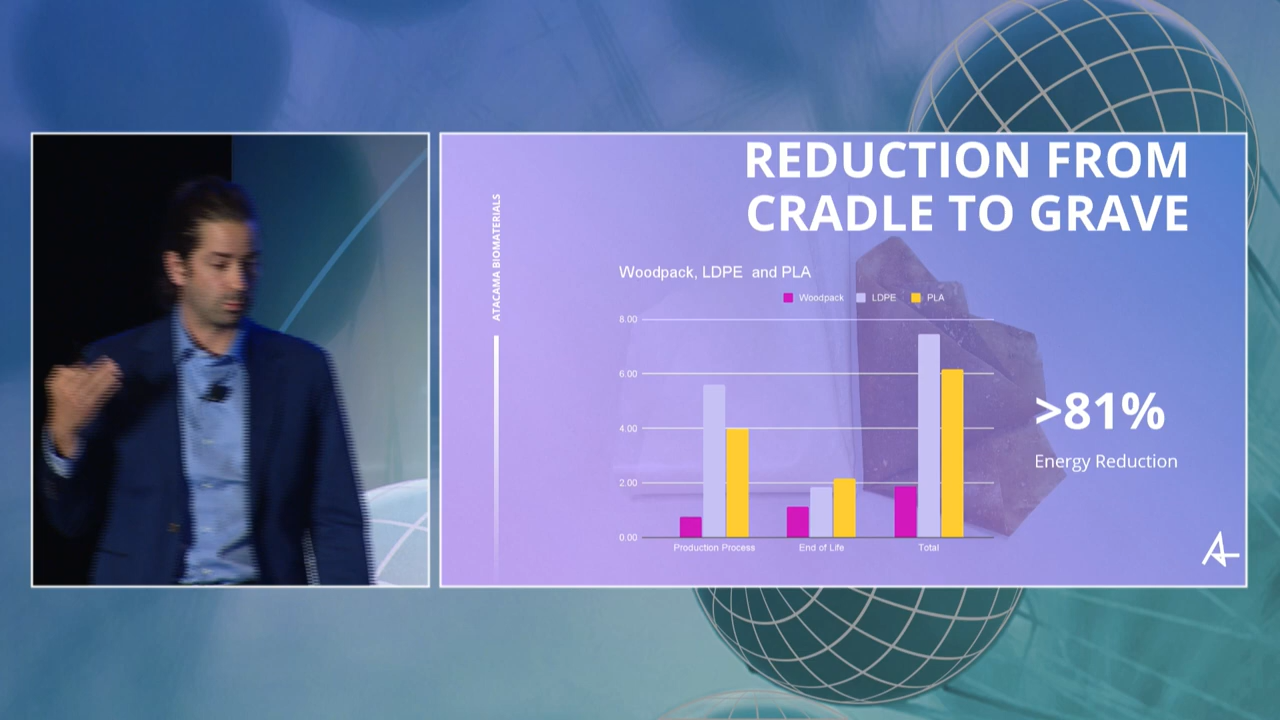 REDUCTION FROM
CRADLE TO GRAVE
ATACAMA BIOMATERIALS
Woodpack, LDPE and PLA
Woodpack LDPE PLA
8.00
6.00
4.00
2.00
0.00
Production Process End of Life Total
>81%
Energy Reduction